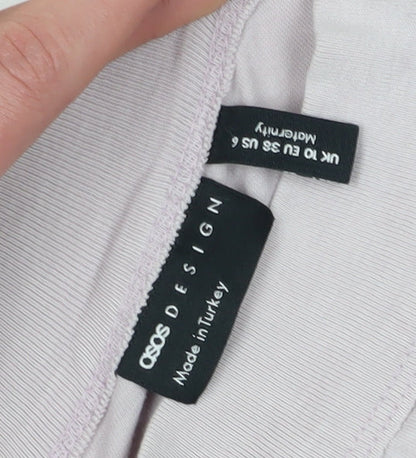 UK 10 EU 38 US 6
Maternity
asos DESIGN
Made in Turkey